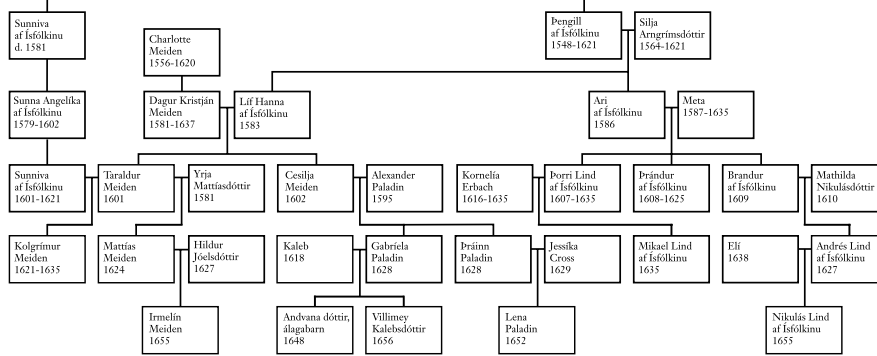 Sunniva
af Ísfólkinu
d. 1581
Charlotte
Meiden
1556-1620
Þengill
af Ísfólkinu
1548-1621
Silja
Arngrímsdóttir
1564-1621
Sunna Angelíka
af Ísfólkinu
1579-1602
Dagur Kristján
Meiden
1581-1637
Líf Hanna
af Ísfólkinu
1583
Ari
af Ísfólkinu
1586
Meta
1587-1635
Sunniva
af Ísfólkinu
1601-1621
Taraldur
Meiden
1601
Yrja
Mattíasdóttir
1581
Cesilja
Meiden
1602
Alexander
Paladin
1595
Kornelía
Erbach
1616-1635
Þorri Lind
af Ísfólkinu
1607-1635
Þrándur
af Ísfólkinu
1608-1625
Brandur
af Ísfólkinu
1609
Mathilda
Nikulásdóttir
1610
Kolgrímur
Meiden
1621-1635
Mattías
Meiden
1624
Hildur
Jóelsdóttir
1627
Kaleb
1618
Gabríela
Paladin
1628
Þráinn
Paladin
1628
Jessíka
Cross
1629
Mikael Lind
af Ísfólkinu
1635
Elí
1638
Andrés Lind
af Ísfólkinu
1627
Irmelín
Meiden
1655
Andvana dóttir,
álagabarn
1648
Villimey
Kalebsdóttir
1656
Lena
Paladin
1652
Nikulás Lind
af Ísfólkinu
1655